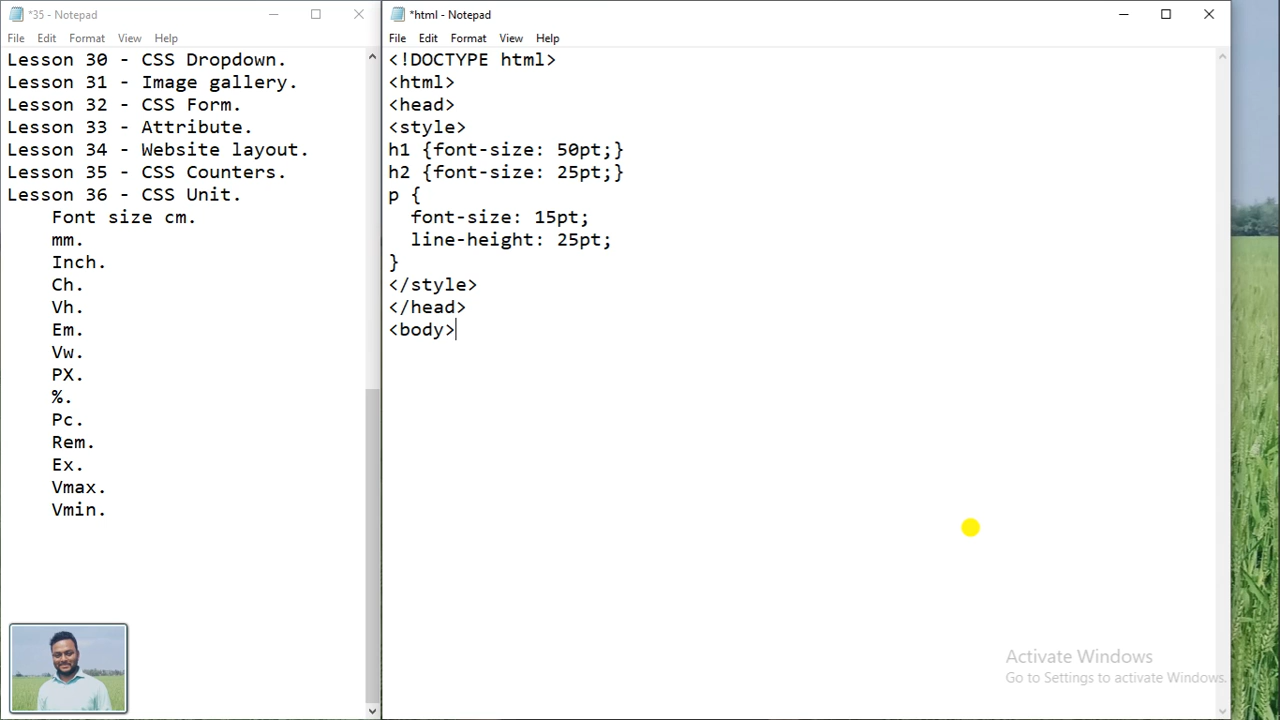 *35 - Notepad
File Edit Format View Help
Lesson 30 - CSS Dropdown.
Lesson 31 - Image gallery.
Lesson 32 - CSS Form.
Lesson 33 - Attribute.
Lesson 34 - Website layout.
Lesson 35 - CSS Counters.
Lesson 36 - CSS Unit.
Font size cm.
mm.
Inch.
Ch.
Vh.
Em.
Vw.
PX.
%.
Pc.
Rem.
Ex.
Vmax.
Vmin.
*html - Notepad
File Edit Format View Help
<!DOCTYPE html>
<html>
<head>
<style>
h1 {font-size: 50pt;}
h2 {font-size: 25pt;}
p {
  font-size: 15pt;
  line-height: 25pt;
}
</style>
</head>
<body>
Activate Windows
Go to Settings to activate Windows.